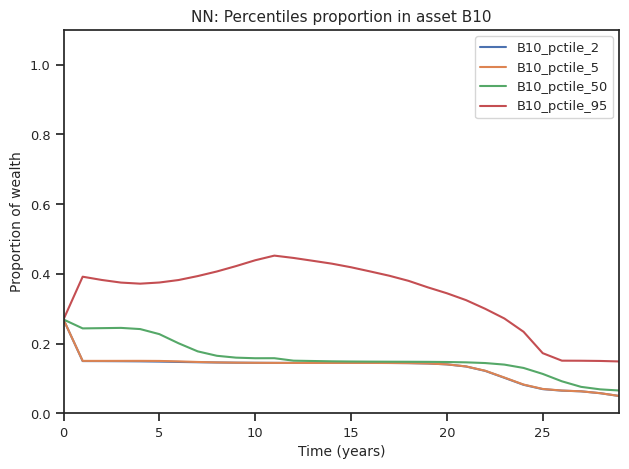 NN: Percentiles proportion in asset B10
1.0
0.8
0.6
0.4
0.2
0.0
Proportion of wealth
B10_pctile_2
B10_pctile_5
B10_pctile_50
B10_pctile_95
0 5 10 15 20 25
Time (years)